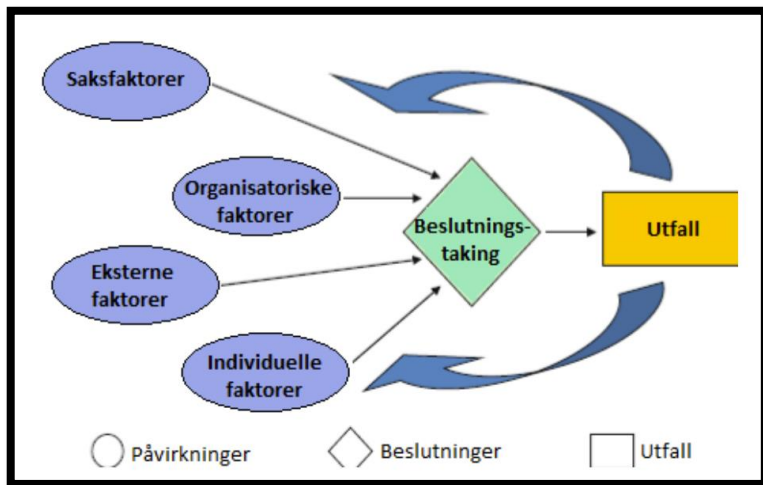 Saksfaktorer
Organisatoriske
faktorer
Beslutnings-
taking
Utfall
Eksterne
faktorer
Individuelle
faktorer
Påvirkninger
Beslutninger
Utfall